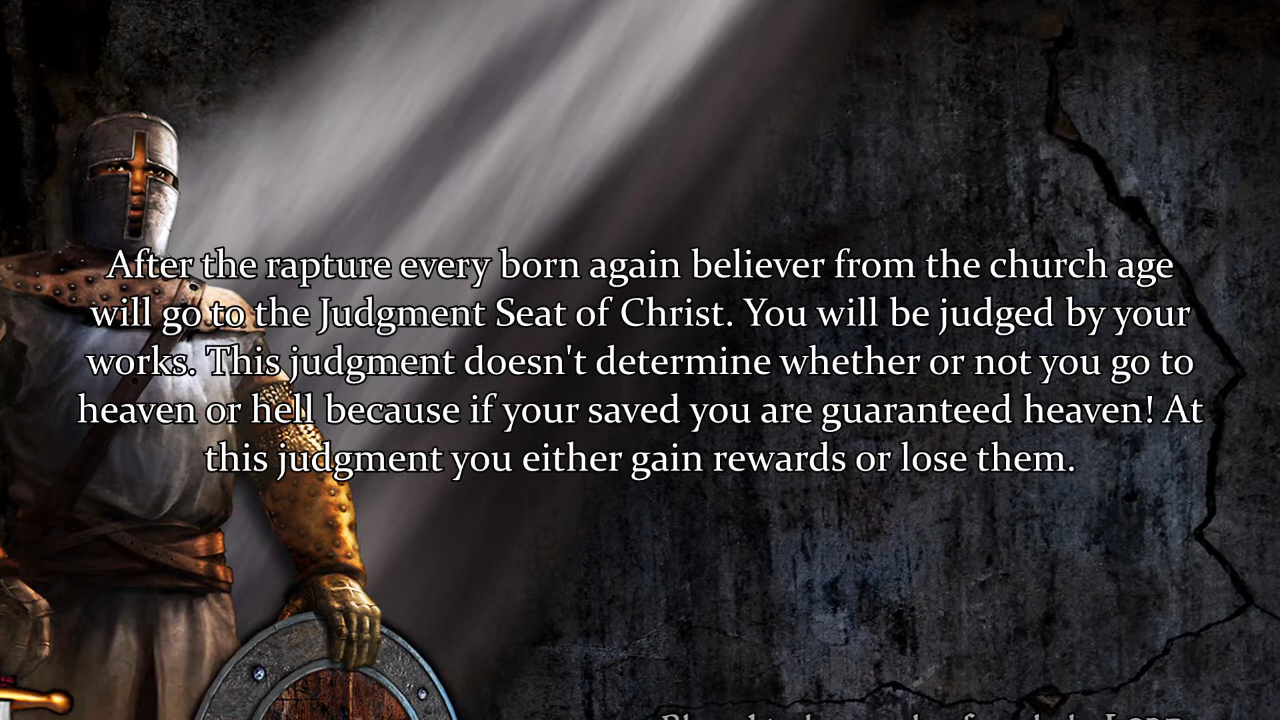 After the rapture every born again believer from the church age
will go to the Judgment Seat of Christ. You will be judged by your
works. This judgment doesn't determine whether or not you go to
heaven or hell because if your saved you are guaranteed heaven! At
this judgment you either gain rewards or lose them.